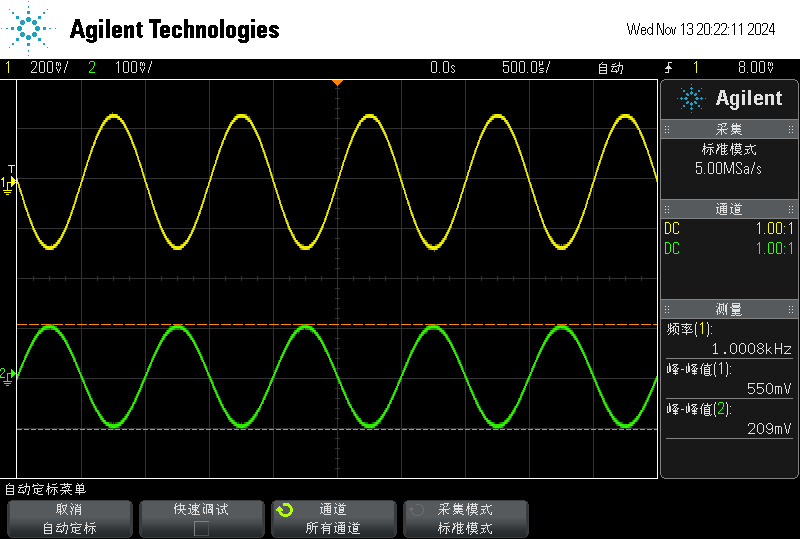 Agilent Technologies
Wed Nov 13 20:22:11 2024
1 200mV/ 2 100mV/ 0.0s 500.0us/ 自动 1 8.00mV
Agilent
采集
标准模式
5.00MSa/s
通道
DC 1.00:1
DC 1.00:1
测量
频率(1):
1.0008kHz
峰-峰值(1):
550mV
峰-峰值(2):
209mV
T
1
2
自动定标菜单
取消
自动定标
快速调试
通道
所有通道
采集模式
标准模式